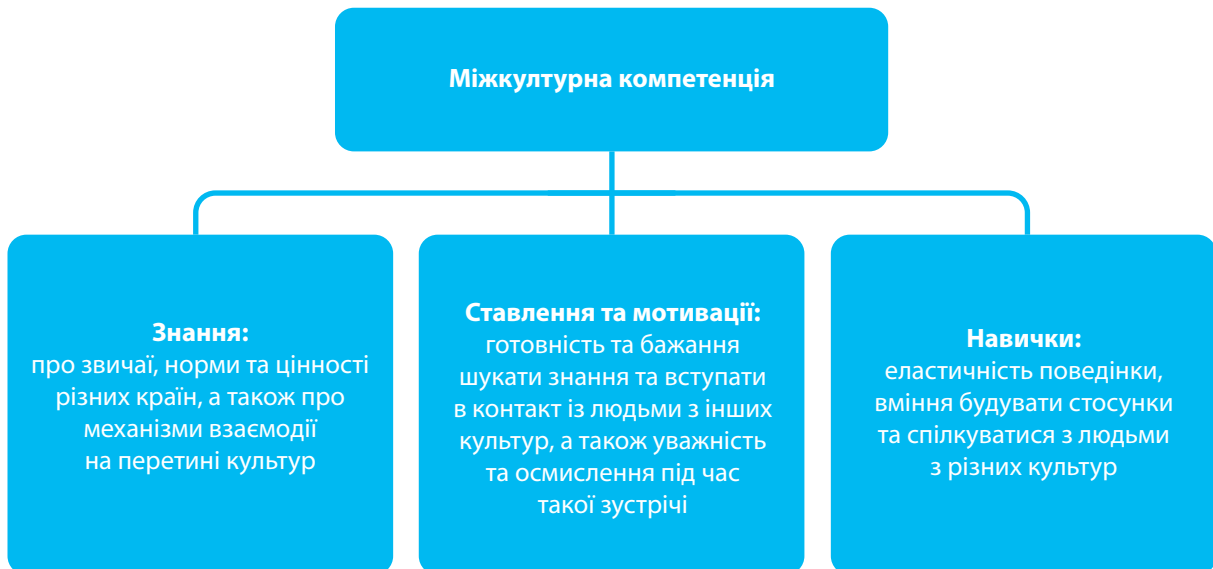 Міжкультурна компетенція
Знання:
про звичаї, норми та цінності
різних країн, а також про
механізми взаємодії
на перетині культур
Ставлення та мотивації:
готовність та бажання
шукати знання та вступати
в контакт із людьми з інших
культур, а також уважність
та осмислення під час
такої зустрічі
Навички:
еластичність поведінки,
вміння будувати стосунки
та спілкуватися з людьми
з різних культур